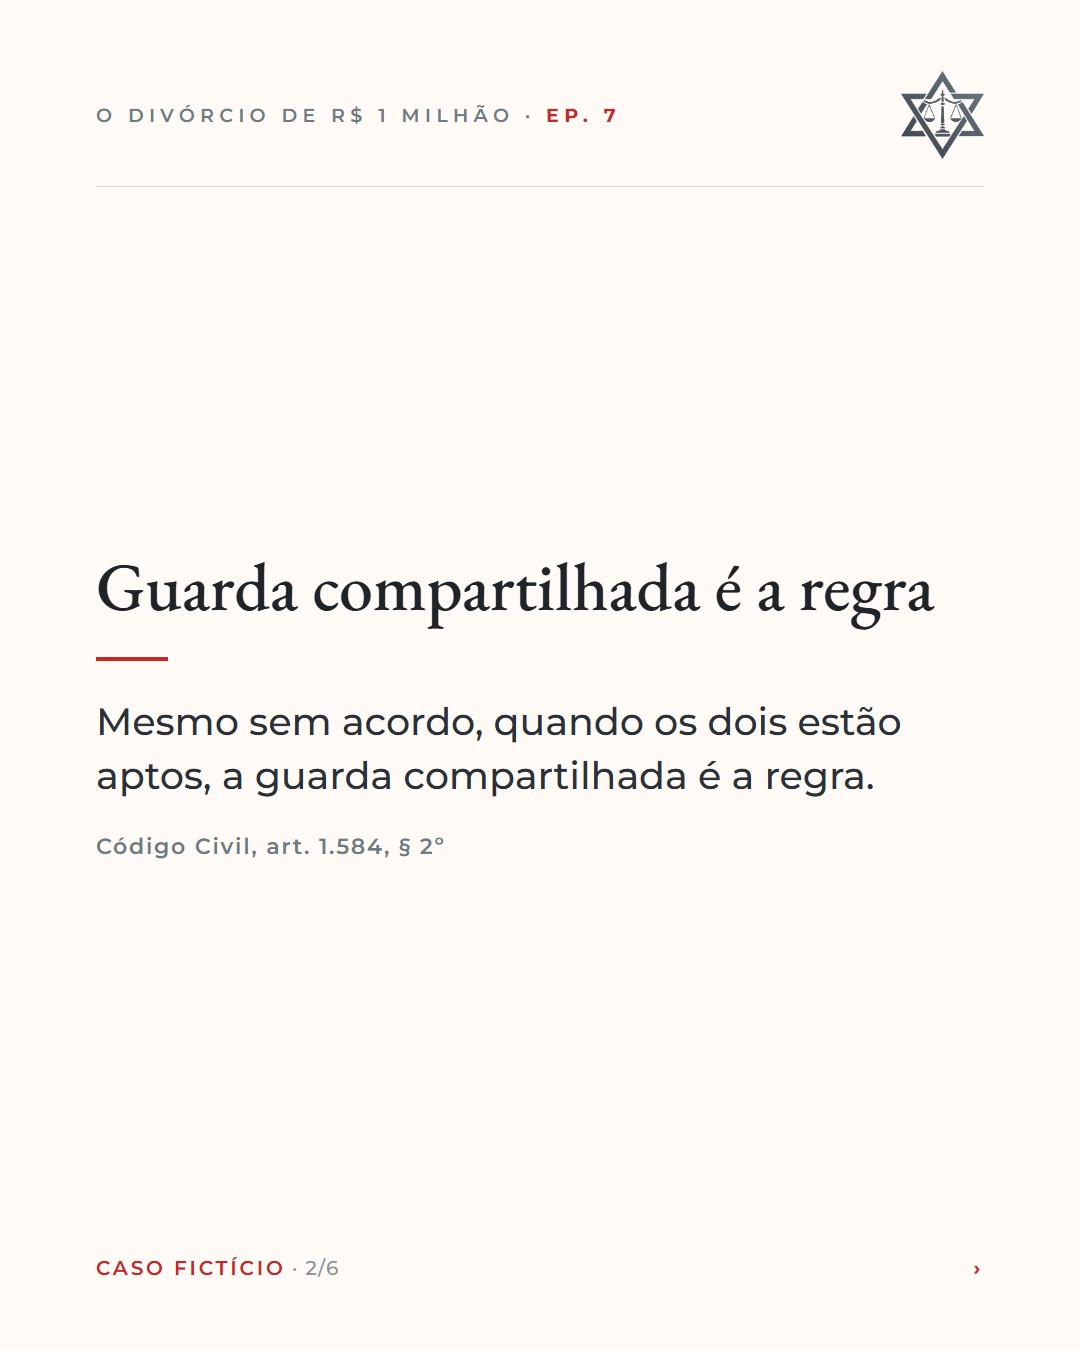 O DIVÓRCIO DE R$ 1 MILHÃO · EP. 7
Guarda compartilhada é a regra
Mesmo sem acordo, quando os dois estão
aptos, a guarda compartilhada é a regra.
Código Civil, art. 1.584, § 2º
CASO FICTÍCIO · 2/6 ›